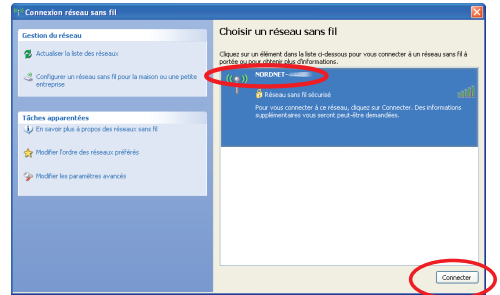 Connexion réseau sans fil
Gestion du réseau
Actualiser la liste des réseaux
Configurer un réseau sans fil pour la maison ou une petite
entreprise
Tâches apparentées
En savoir plus à propos des réseaux sans fil
Modifier l'ordre des réseaux préférés
Modifier les paramètres avancés
Choisir un réseau sans fil
Cliquez sur un élément dans la liste ci-dessous pour vous connecter à un réseau sans fil à
portée ou pour obtenir plus d'informations.
NORDNET-
Réseau sans fil sécurisé
Pour vous connecter à ce réseau, cliquez sur Connecter. Des informations
supplémentaires vous seront peut-être demandées.
Connecter